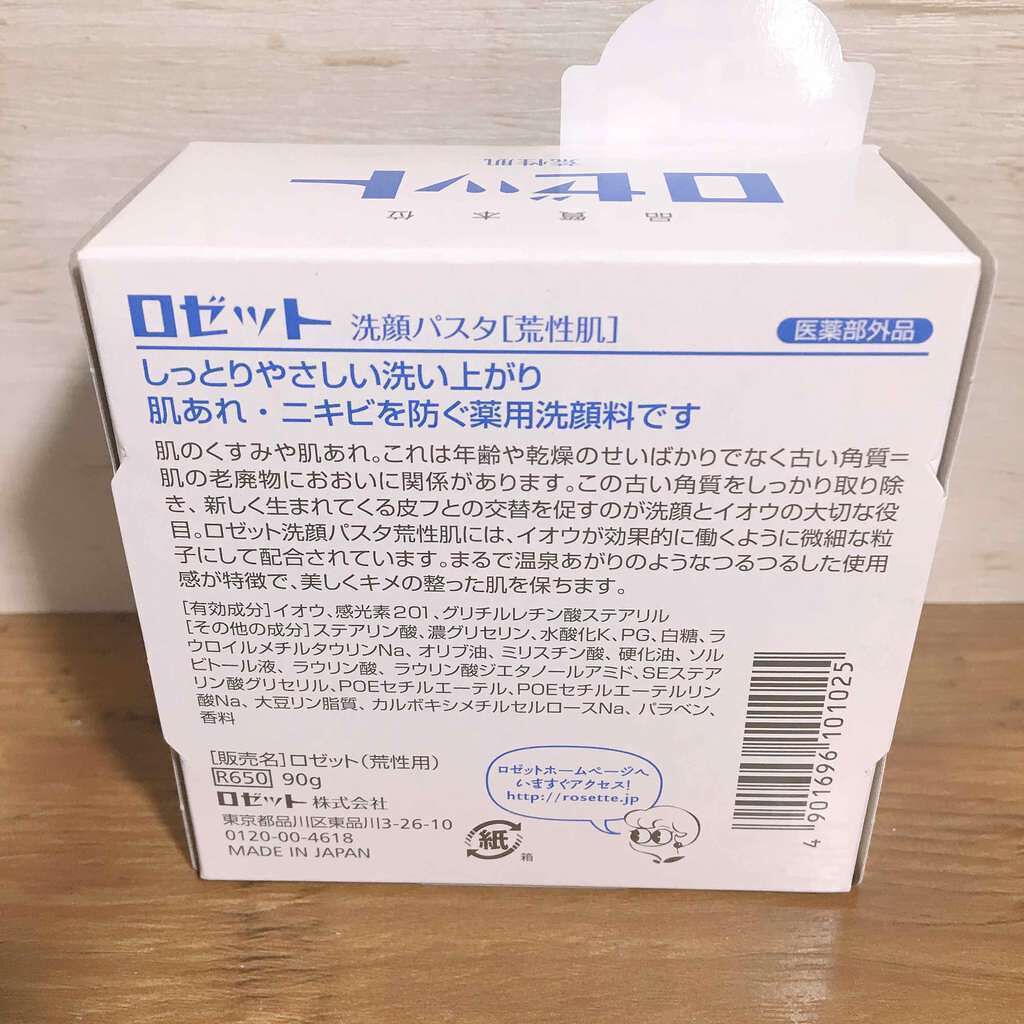 荒性肌
ロゼット
品質本位
ロゼット 洗顔パスタ[荒性肌] 医薬部外品
しっとりやさしい洗い上がり
肌あれ・ニキビを防ぐ薬用洗顔料です
肌のくすみや肌あれ。これは年齢や乾燥のせいばかりでなく古い角質=
肌の老廃物におおいに関係があります。この古い角質をしっかり取り除
き、新しく生まれてくる皮フとの交替を促すのが洗顔とイオウの大切な役
目。ロゼット洗顔パスタ荒性肌には、イオウが効果的に働くように微細な粒
子にして配合されています。まるで温泉あがりのようなつるつるした使用
感が特徴で、美しくキメの整った肌を保ちます。
[有効成分]イオウ、感光素201、グリチルレチン酸ステアリル
[その他の成分]ステアリン酸、濃グリセリン、水酸化K、PG、白糖、ラ
ウロイルメチルタウリンNa、オリブ油、ミリスチン酸、硬化油、ソル
ビトール液、ラウリン酸、ラウリン酸ジエタノールアミド、SEステア
リン酸グリセリル、POEセチルエーテル、POEセチルエーテルリン
酸Na、大豆リン脂質、カルボキシメチルセルロースNa、パラベン、
香料
[販売名]ロゼット(荒性用)
R650 90g
ロゼット株式会社
東京都品川区東品川3-26-10
0120-00-4618
MADE IN JAPAN
紙
箱
ロゼットホームページへ
いますぐアクセス!
http://rosette.jp
4 901696 101025